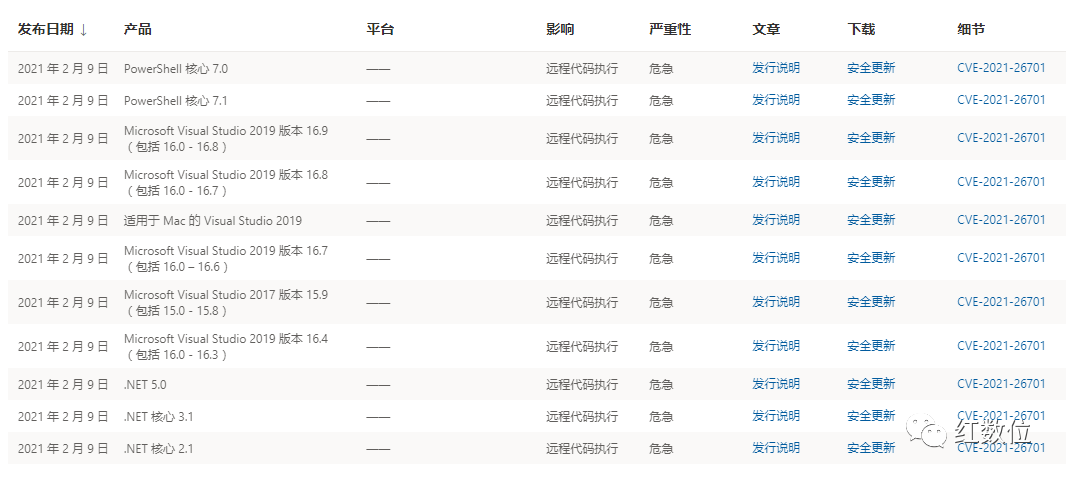 发布日期 ↓ 产品 平台 影响 严重性 文章 下载 细节
2021 年 2 月 9 日 PowerShell 核心 7.0 —— 远程代码执行 危急 发行说明 安全更新 CVE-2021-26701
2021 年 2 月 9 日 PowerShell 核心 7.1 —— 远程代码执行 危急 发行说明 安全更新 CVE-2021-26701
2021 年 2 月 9 日 Microsoft Visual Studio 2019 版本 16.9 —— 远程代码执行 危急 发行说明 安全更新 CVE-2021-26701
（包括 16.0 - 16.8 ）
2021 年 2 月 9 日 Microsoft Visual Studio 2019 版本 16.8 —— 远程代码执行 危急 发行说明 安全更新 CVE-2021-26701
（包括 16.0 - 16.7 ）
2021 年 2 月 9 日 适用于 Mac 的 Visual Studio 2019 —— 远程代码执行 危急 发行说明 安全更新 CVE-2021-26701
2021 年 2 月 9 日 Microsoft Visual Studio 2019 版本 16.7 —— 远程代码执行 危急 发行说明 安全更新 CVE-2021-26701
（包括 16.0 – 16.6 ）
2021 年 2 月 9 日 Microsoft Visual Studio 2017 版本 15.9 —— 远程代码执行 危急 发行说明 安全更新 CVE-2021-26701
（包括 15.0 - 15.8 ）
2021 年 2 月 9 日 Microsoft Visual Studio 2019 版本 16.4 —— 远程代码执行 危急 发行说明 安全更新 CVE-2021-26701
（包括 16.0 - 16.3 ）
2021 年 2 月 9 日 .NET 5.0 —— 远程代码执行 危急 发行说明 安全更新 CVE-2021-26701
2021 年 2 月 9 日 .NET 核心 3.1 —— 远程代码执行 危急 发行说明 安全更新 CVE-2021-26701
红数位
2021 年 2 月 9 日 .NET 核心 2.1 —— 远程代码执行 危急 发行说明 安全更新 CVE-2021-26701